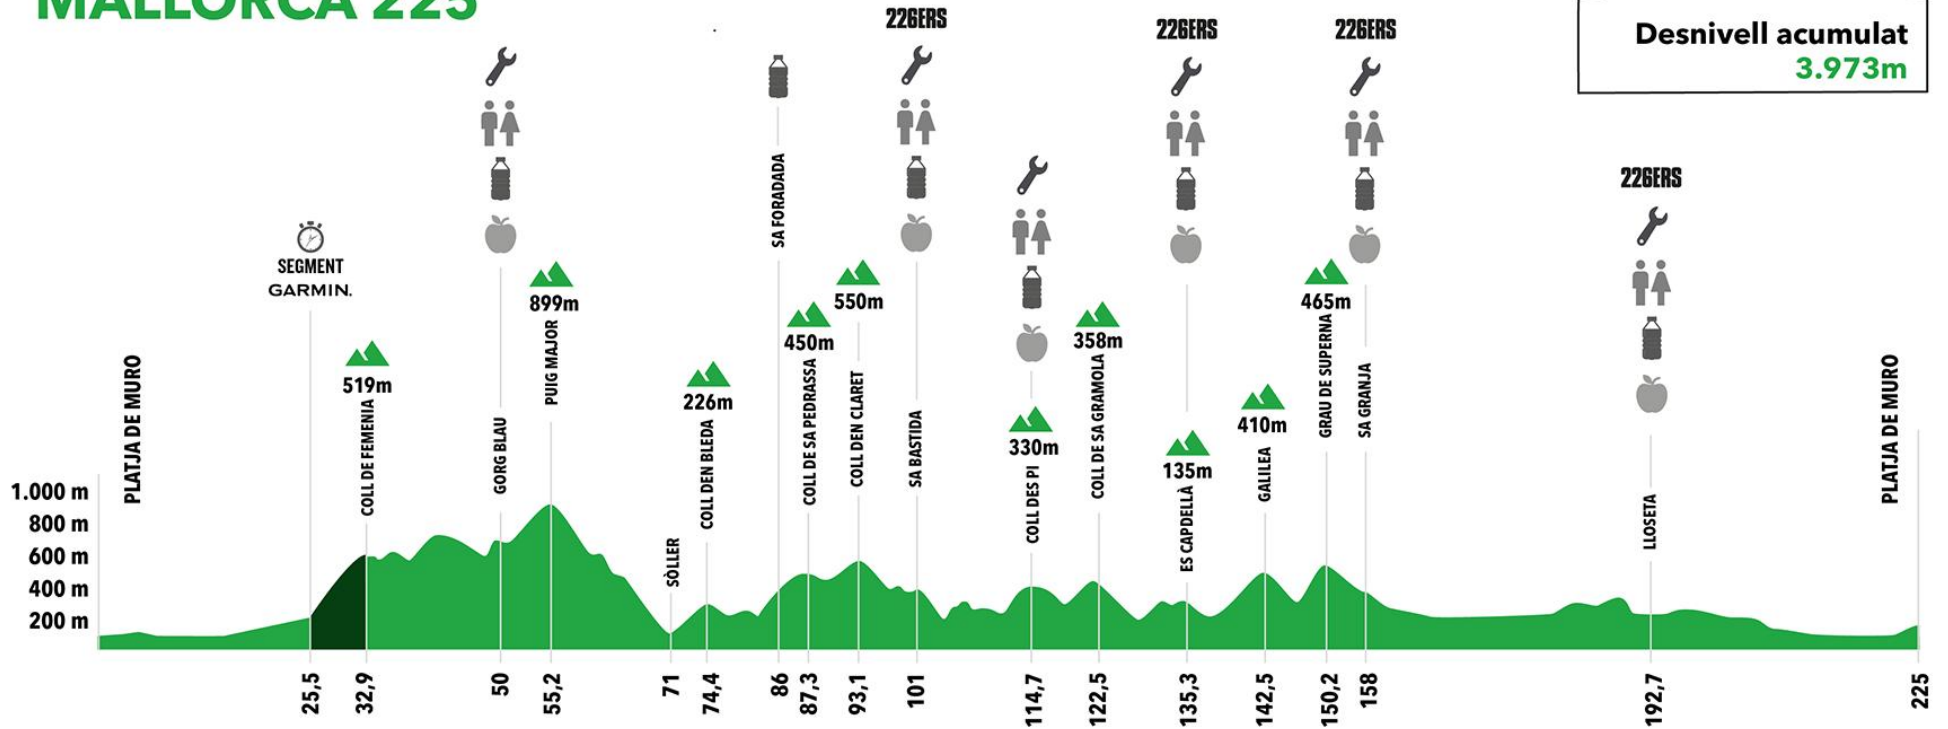 MALLORCA 225
Desnivell acumulat
3.973m
226ERS
226ERS
226ERS
226ERS
SEGMENT
GARMIN.
PLATJA DE MURO
519m
COLL DE FEMENIA
GORG BLAU
899m
PUIG MAJOR
SÒLLER
226m
COLL DEN BLEDA
SA FORADADA
450m
COLL DE SA PEDRASSA
550m
COLL DEN CLARET
SA BASTIDA
330m
COLL DES PI
358m
COLL DE SA GRAMOLA
135m
ES CAPDELLÀ
410m
GALILEA
465m
GRAU DE SUPERNA
SA GRANJA
LLOSETA
PLATJA DE MURO
1.000 m
800 m
600 m
400 m
200 m
25,5
32,9
50
55,2
71
74,4
86
87,3
93,1
101
114,7
122,5
135,3
142,5
150,2
158
192,7
225